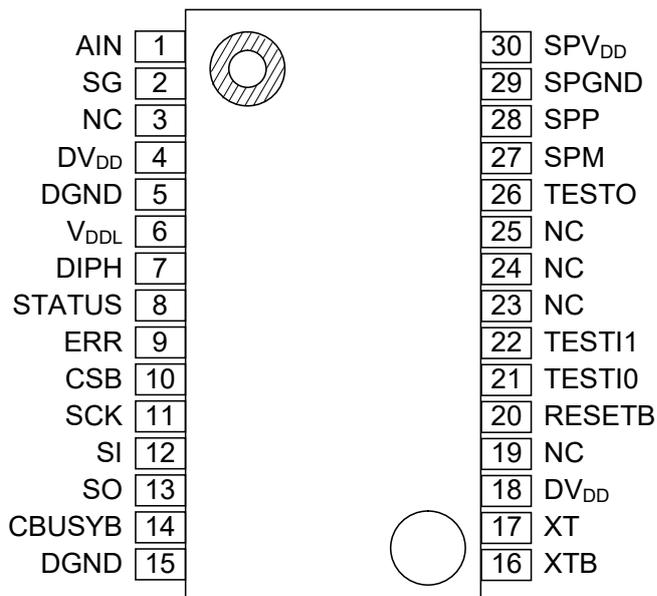 AIN 1
SG 2
NC 3
DVDD 4
DGND 5
VDDL 6
DIPH 7
STATUS 8
ERR 9
CSB 10
SCK 11
SI 12
SO 13
CBUSYB 14
DGND 15
30 SPVDD
29 SPGND
28 SPP
27 SPM
26 TESTO
25 NC
24 NC
23 NC
22 TESTI1
21 TESTI0
20 RESETB
19 NC
18 DVDD
17 XT
16 XTB